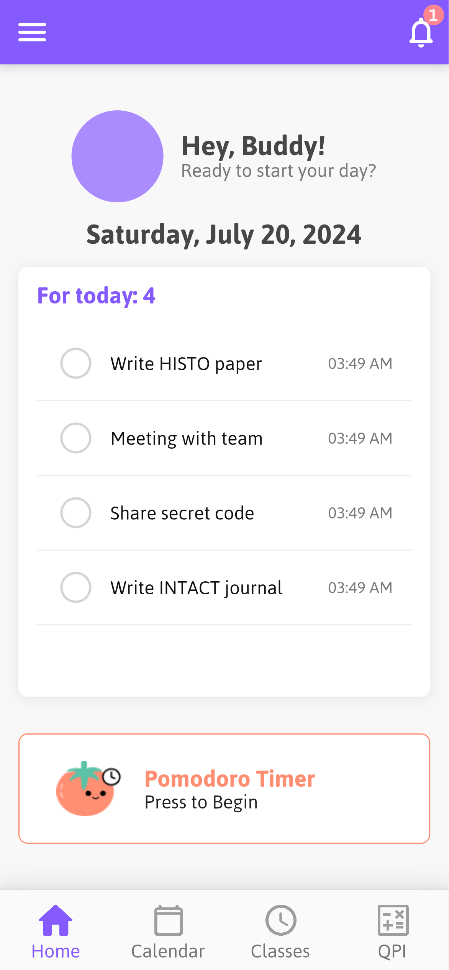 1
Hey, Buddy!
Ready to start your day?
Saturday, July 20, 2024
For today: 4
Write HISTO paper 03:49 AM
Meeting with team 03:49 AM
Share secret code 03:49 AM
Write INTACT journal 03:49 AM
Pomodoro Timer
Press to Begin
Home Calendar Classes QPI